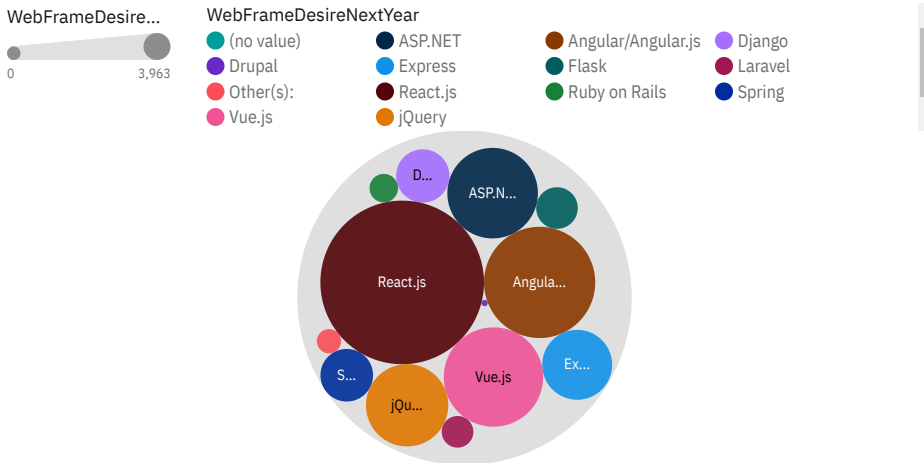 WebFrameDesire...
0 3,963
WebFrameDesireNextYear
(no value) ASP.NET Angular/Angular.js Django
Drupal Express Flask Laravel
Other(s): React.js Ruby on Rails Spring
Vue.js jQuery
D...
ASP.N...
React.js
Angula...
Ex...
S...
Vue.js
jQu...